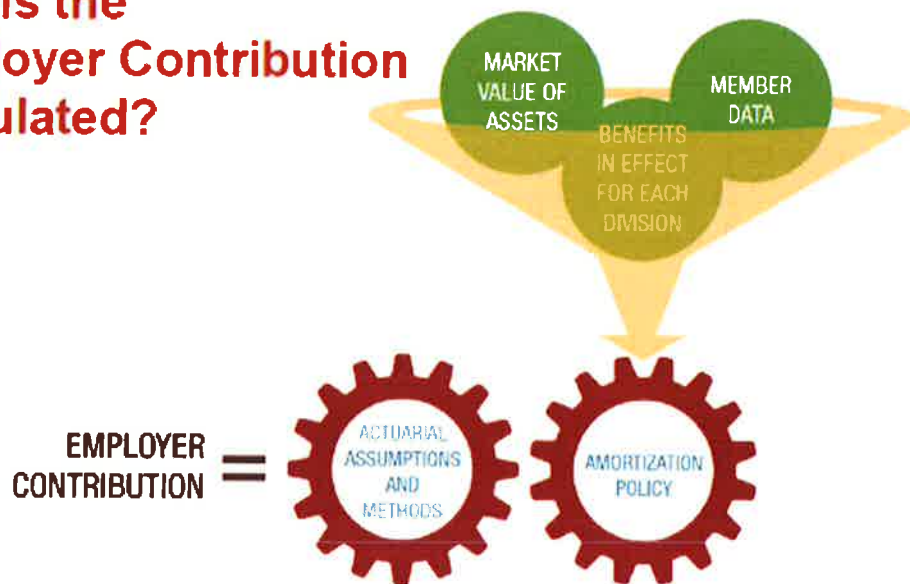 is the
oyer Contribution
ulated?
MARKET
VALUE OF
ASSETS
MEMBER
DATA
BENEFITS
IN EFFECT
FOR EACH
DIVISION
EMPLOYER
CONTRIBUTION =
ACTUARIAL
ASSUMPTIONS
AND
METHODS
AMORTIZATION
POLICY